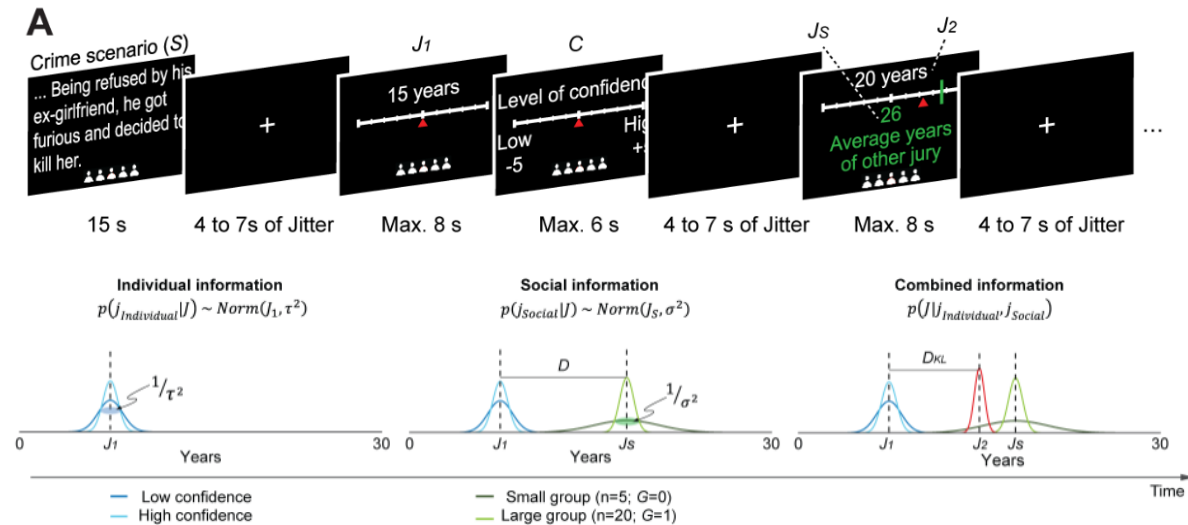 A
Crime scenario (S)
... Being refused by his
ex-girlfriend, he got
furious and decided to
kill her.
15 s
+
4 to 7s of Jitter
J1
15 years
Max. 8 s
C
Level of confidenc
Low
-5
Hig
Max. 6 s
+
4 to 7 s of Jitter
JS
J2
20 years
26
Average years
of other jury
Max. 8 s
+
4 to 7 s of Jitter
...
Individual information
p(jIndividual|J) ~ Norm(J1, τ²)
1/τ²
0
J1
30
Years
Social information
p(jSocial|J) ~ Norm(JS, σ²)
D
1/σ²
0
J1
JS
30
Years
Combined information
p(J|jIndividual, jSocial)
DKL
0
J1
J2
JS
30
Years
Time
Low confidence
High confidence
Small group (n=5; G=0)
Large group (n=20; G=1)